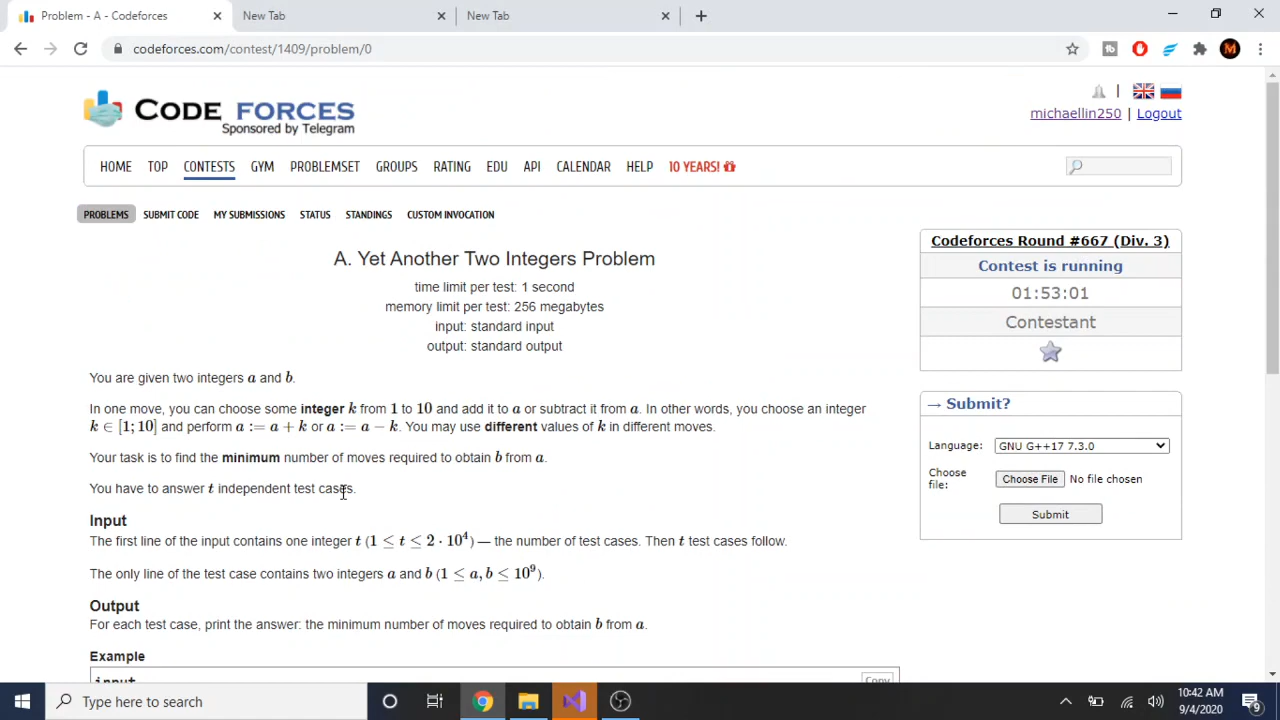 Problem - A - Codeforces
New Tab
New Tab
codeforces.com/contest/1409/problem/0
CODE FORCES
Sponsored by Telegram
michaellin250 | Logout
HOME TOP CONTESTS GYM PROBLEMSET GROUPS RATING EDU API CALENDAR HELP 10 YEARS!
PROBLEMS SUBMIT CODE MY SUBMISSIONS STATUS STANDINGS CUSTOM INVOCATION
A. Yet Another Two Integers Problem
time limit per test: 1 second
memory limit per test: 256 megabytes
input: standard input
output: standard output
You are given two integers a and b.
In one move, you can choose some integer k from 1 to 10 and add it to a or subtract it from a. In other words, you choose an integer
k ∈ [1; 10] and perform a := a + k or a := a − k. You may use different values of k in different moves.
Your task is to find the minimum number of moves required to obtain b from a.
You have to answer t independent test cases.
Input
The first line of the input contains one integer t (1 ≤ t ≤ 2 · 10⁴) — the number of test cases. Then t test cases follow.
The only line of the test case contains two integers a and b (1 ≤ a, b ≤ 10⁹).
Output
For each test case, print the answer: the minimum number of moves required to obtain b from a.
Example
input
Copy
Codeforces Round #667 (Div. 3)
Contest is running
01:53:01
Contestant
→ Submit?
Language: GNU G++17 7.3.0
Choose
file: Choose File No file chosen
Submit
Type here to search
10:42 AM
9/4/2020
9
M